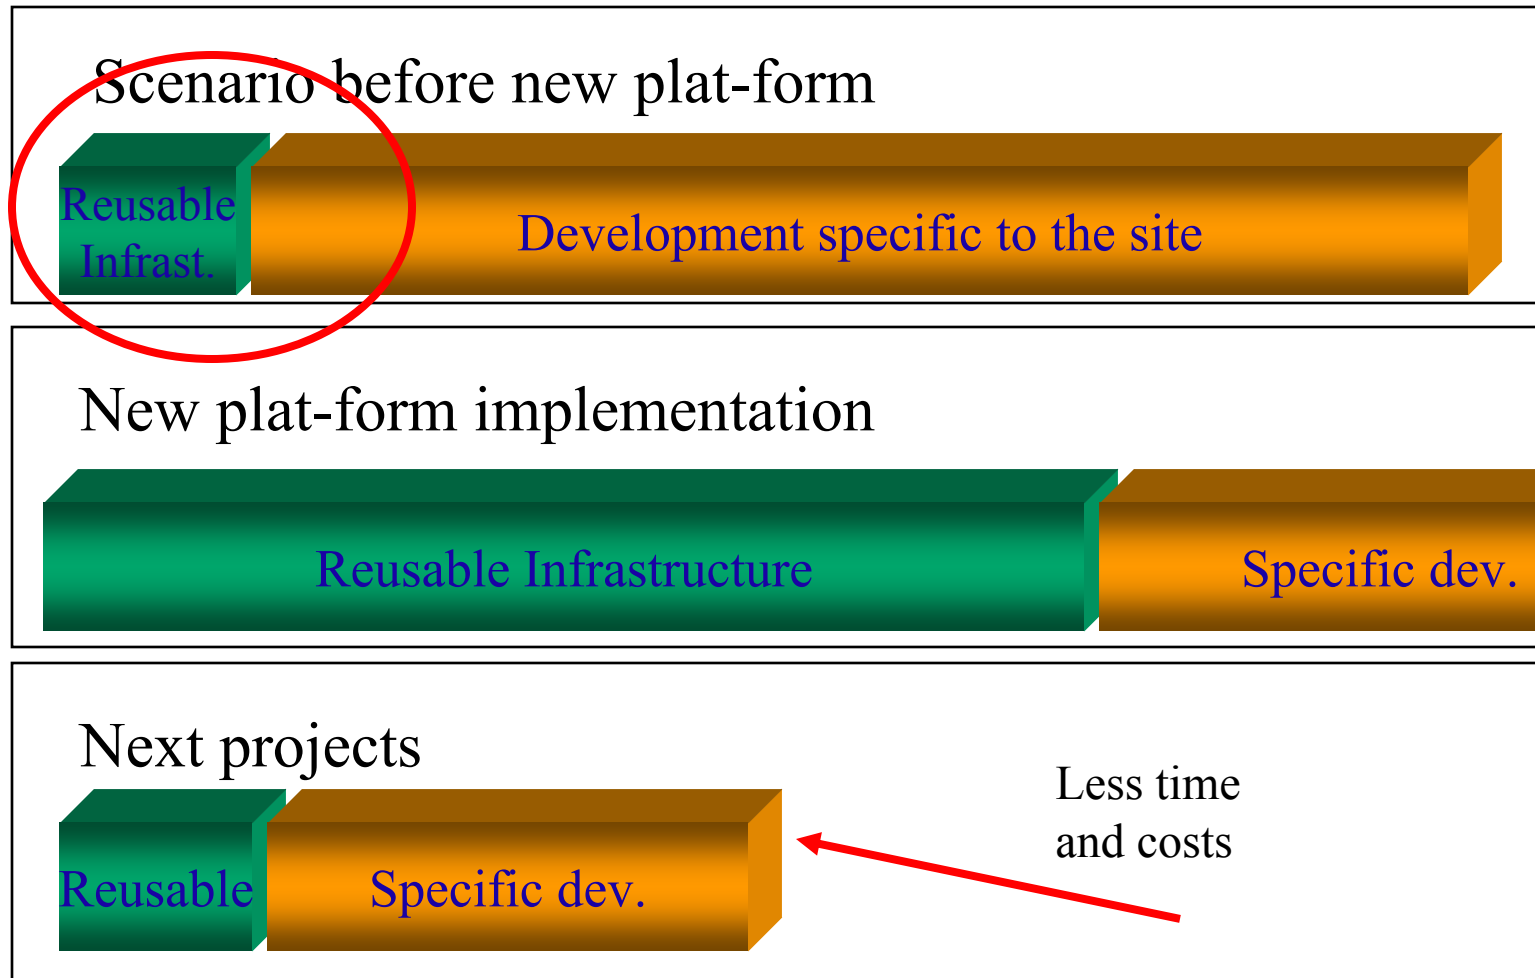 Scenario before new plat-form
Reusable
Infrast.
Development specific to the site
New plat-form implementation
Reusable Infrastructure
Specific dev.
Next projects
Less time
and costs
Reusable
Specific dev.